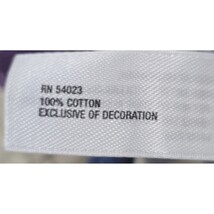 RN 54023
100% COTTON
EXCLUSIVE OF DECORATION